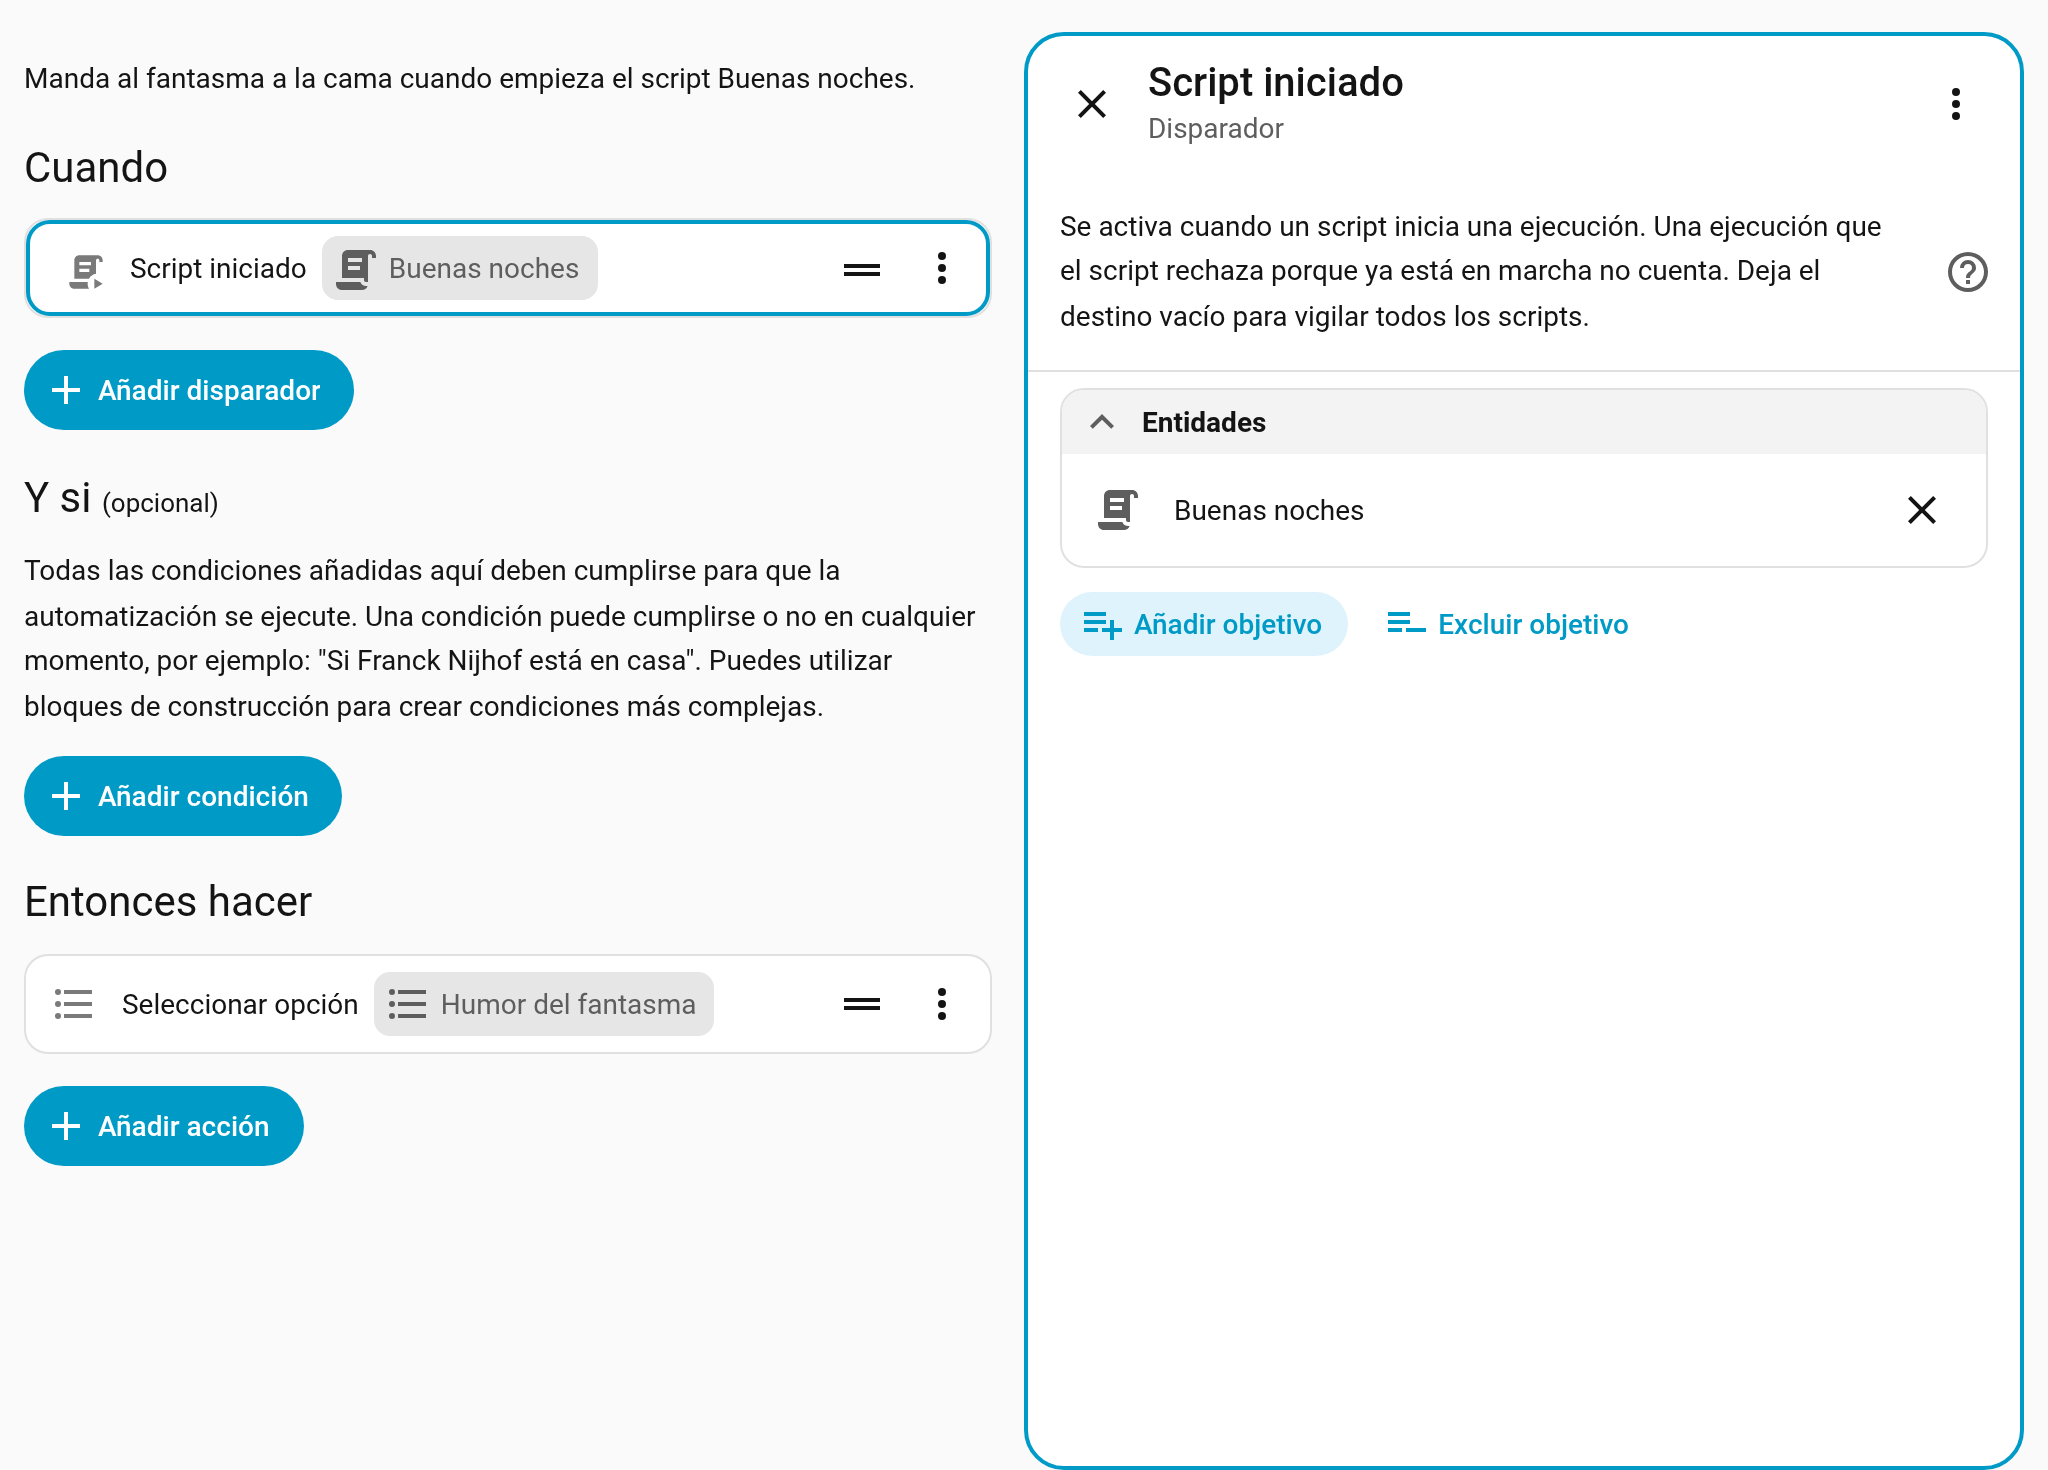 Manda al fantasma a la cama cuando empieza el script Buenas noches.
Cuando
Script iniciado Buenas noches
Añadir disparador
Y si (opcional)
Todas las condiciones añadidas aquí deben cumplirse para que la
automatización se ejecute. Una condición puede cumplirse o no en cualquier
momento, por ejemplo: "Si Franck Nijhof está en casa". Puedes utilizar
bloques de construcción para crear condiciones más complejas.
Añadir condición
Entonces hacer
Seleccionar opción Humor del fantasma
Añadir acción
Script iniciado
Disparador
Se activa cuando un script inicia una ejecución. Una ejecución que
el script rechaza porque ya está en marcha no cuenta. Deja el
destino vacío para vigilar todos los scripts.
Entidades
Buenas noches
Añadir objetivo Excluir objetivo